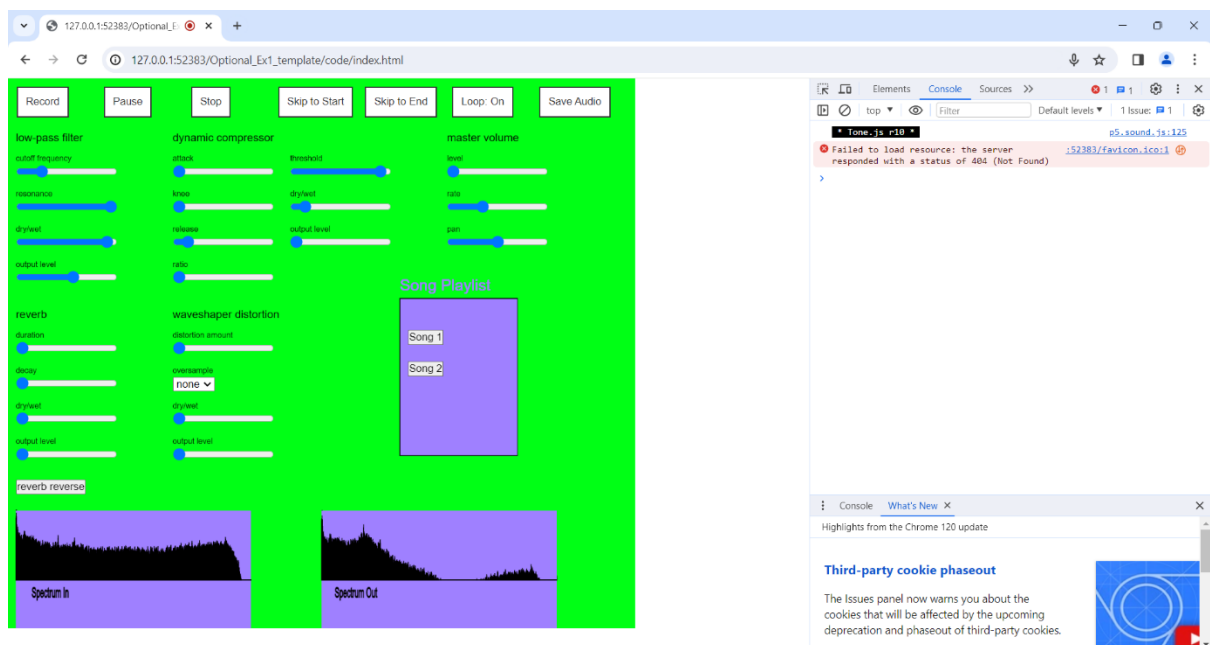 127.0.0.1:52383/Optional_E
127.0.0.1:52383/Optional_Ex1_template/code/index.html
Record Pause Stop Skip to Start Skip to End Loop: On Save Audio
low-pass filter dynamic compressor master volume
cutoff frequency attack threshold level
resonance knee dry/wet rate
dry/wet release output level pan
output level ratio
Song Playlist
reverb waveshaper distortion
duration distortion amount
Song 1
decay oversample
Song 2
none
dry/wet dry/wet
output level output level
reverb reverse
Spectrum In Spectrum Out
Elements Console Sources 1 1
top Filter Default levels 1 Issue: 1
* Tone.js r10 * p5.sound.js:125
Failed to load resource: the server :52383/favicon.ico:1
responded with a status of 404 (Not Found)
Console What's New
Highlights from the Chrome 120 update
Third-party cookie phaseout
The Issues panel now warns you about the
cookies that will be affected by the upcoming
deprecation and phaseout of third-party cookies.